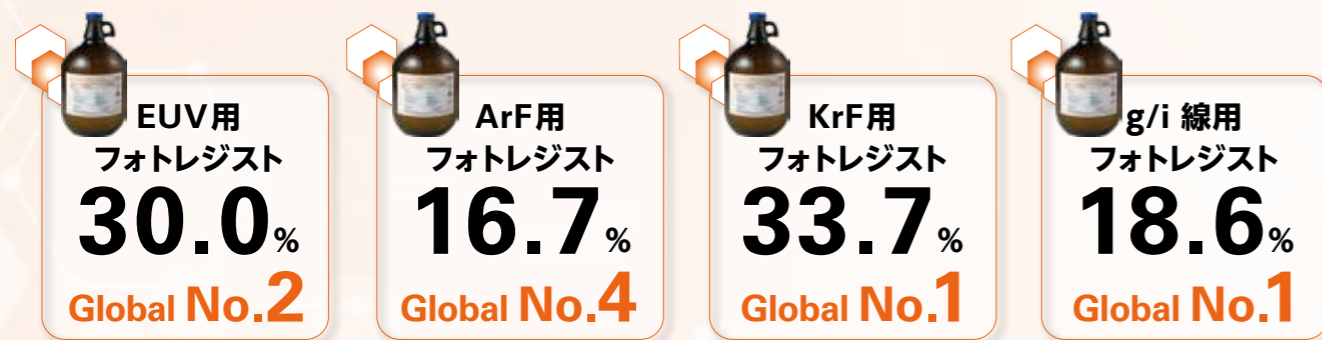 EUV用
フォトレジスト
30.0%
Global No.2
ArF用
フォトレジスト
16.7%
Global No.4
KrF用
フォトレジスト
33.7%
Global No.1
g/i 線用
フォトレジスト
18.6%
Global No.1